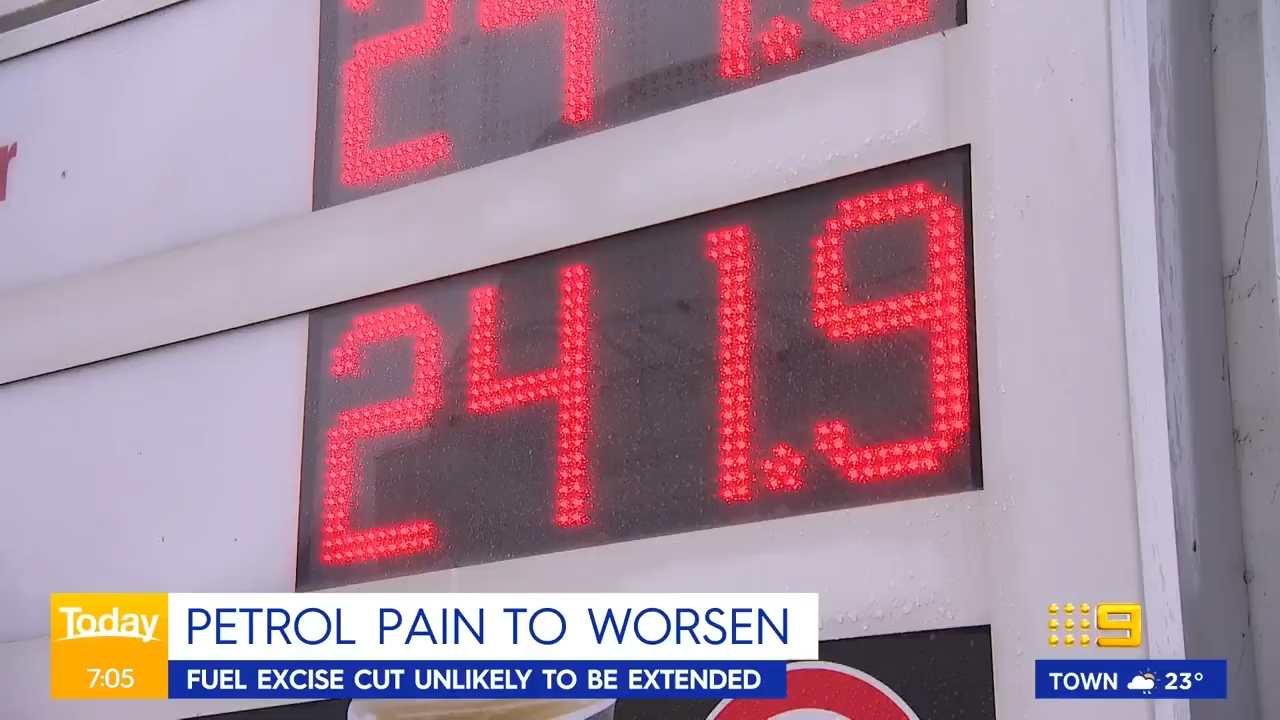 r
241.9
Today
PETROL PAIN TO WORSEN
7:05
FUEL EXCISE CUT UNLIKELY TO BE EXTENDED
9
TOWN 23°